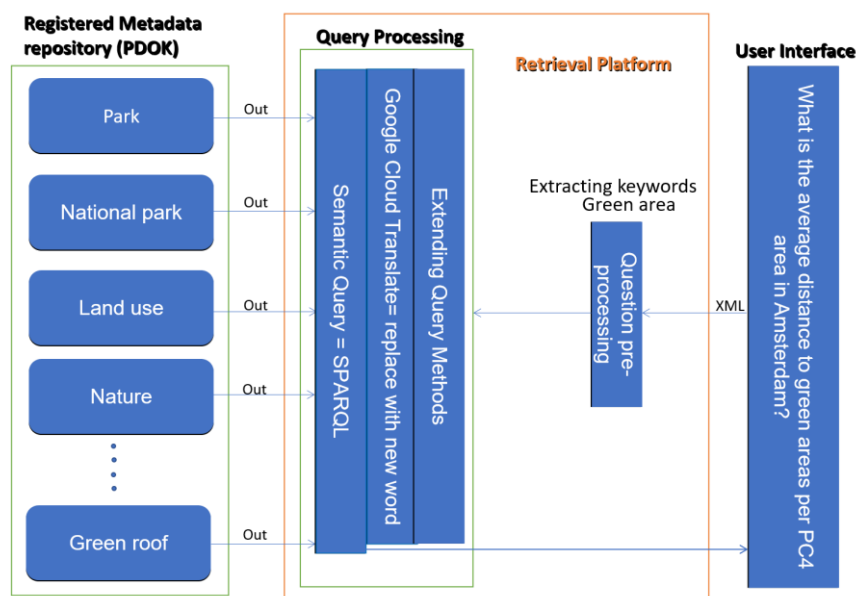 Registered Metadata
repository (PDOK)
Park
National park
Land use
Nature
Green roof
Out
Out
Out
Out
Out
Query Processing
Semantic Query = SPARQL
Google Cloud Translate= replace with new word
Extending Query Methods
Retrieval Platform
Extracting keywords
Green area
Question pre-
processing
XML
User Interface
What is the average distance to green areas per PC4
area in Amsterdam?